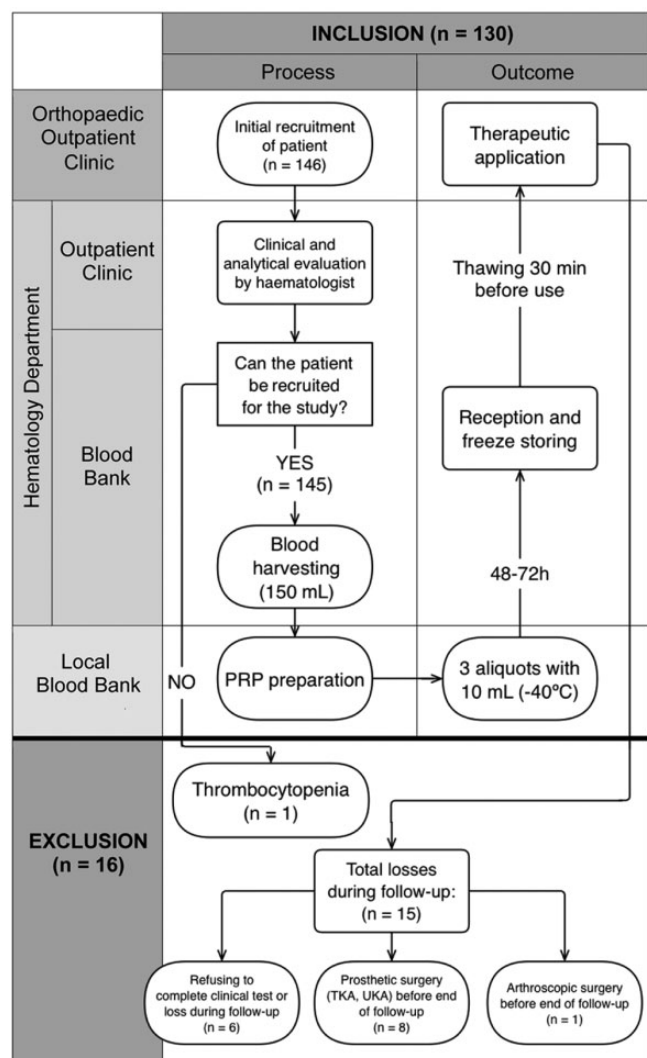 INCLUSION (n = 130)
Process
Outcome
Orthopaedic
Outpatient
Clinic
Initial recruitment
of patient
(n = 146)
Therapeutic
application
Hematology Department
Outpatient
Clinic
Clinical and
analytical evaluation
by haematologist
Thawing 30 min
before use
Blood
Bank
Can the patient
be recruited
for the study?
Reception and
freeze storing
YES
(n = 145)
Blood
harvesting
(150 mL)
48-72h
Local
Blood Bank
NO
PRP preparation
3 aliquots with
10 mL (-40ºC)
EXCLUSION
(n = 16)
Thrombocytopenia
(n = 1)
Total losses
during follow-up:
(n = 15)
Refusing to
complete clinical test or
loss during follow-up
(n = 6)
Prosthetic surgery
(TKA, UKA) before end
of follow-up
(n = 8)
Arthroscopic surgery
before end of follow-up
(n = 1)